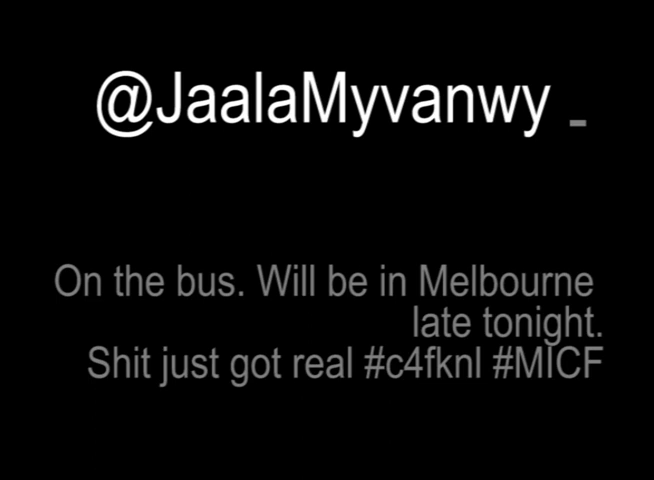 @JaalaMyvanwy _
On the bus. Will be in Melbourne
late tonight.
Shit just got real #c4fknl #MICF